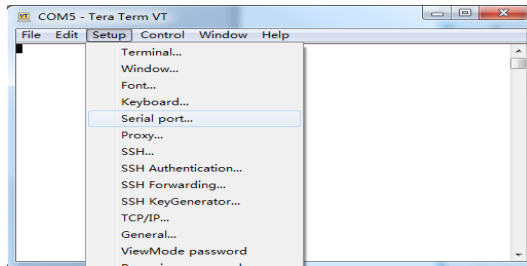 COM5 - Tera Term VT
File Edit Setup Control Window Help
Terminal...
Window...
Font...
Keyboard...
Serial port...
Proxy...
SSH...
SSH Authentication...
SSH Forwarding...
SSH KeyGenerator...
TCP/IP...
General...
ViewMode password